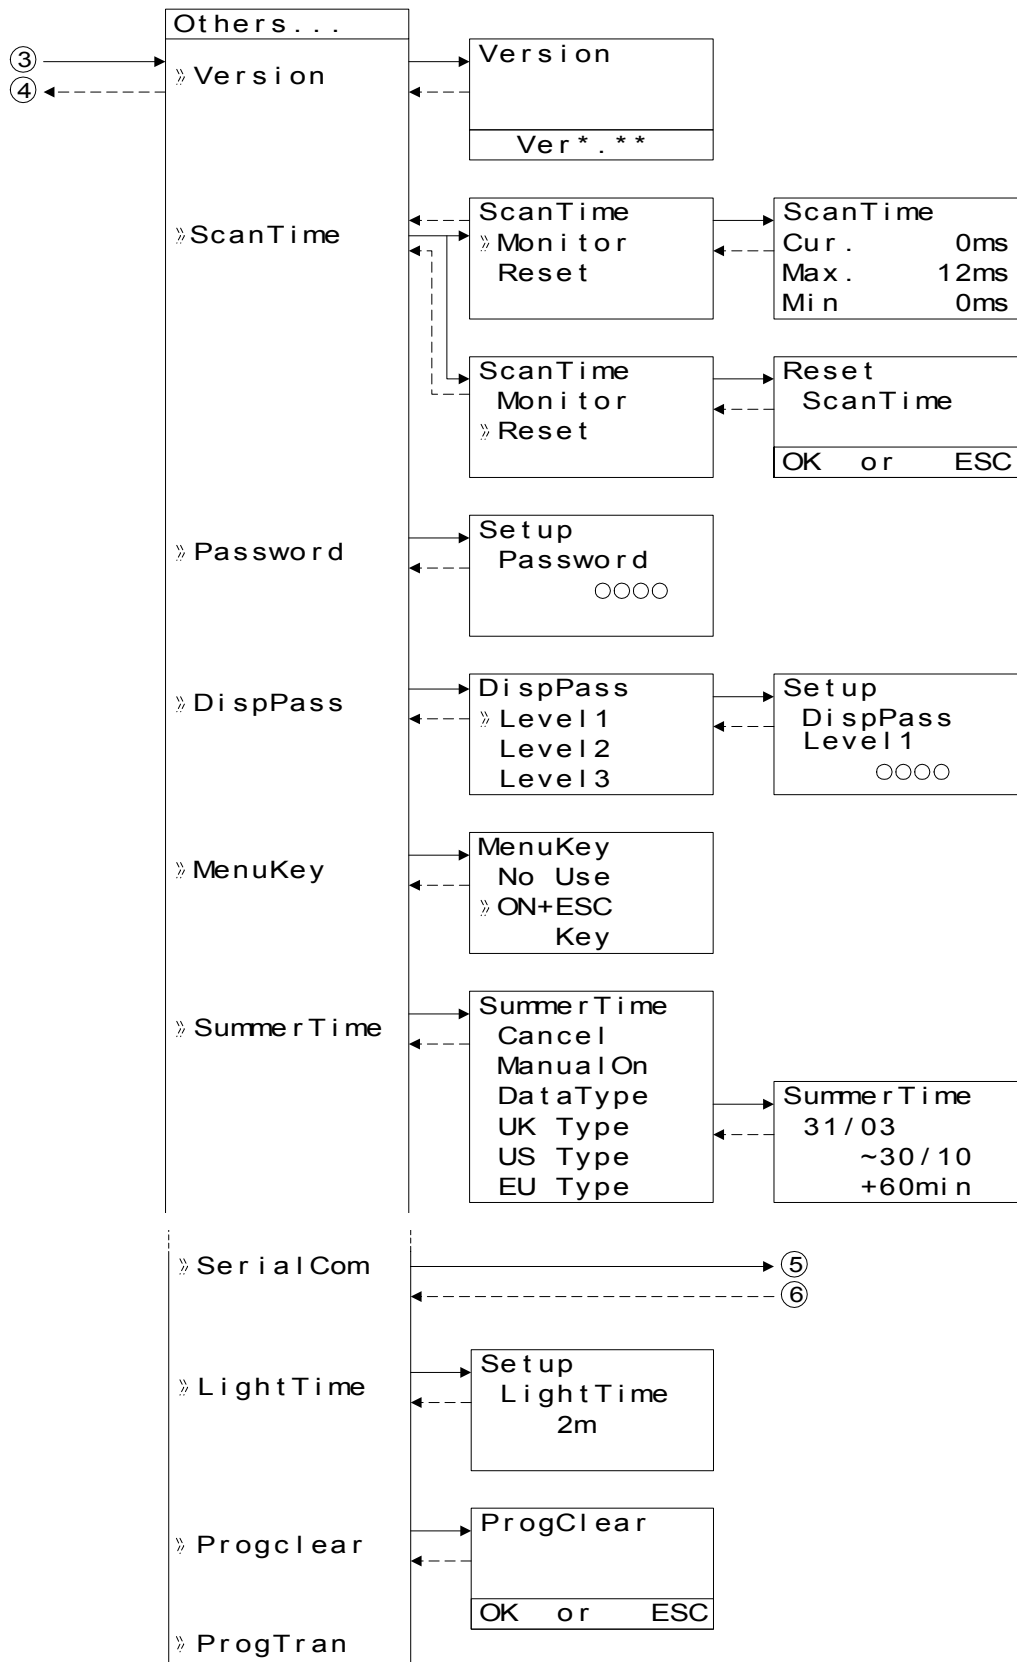 Others...
③
④
» Version
Version
Ver*.**
» ScanTime
ScanTime
» Monitor
Reset
ScanTime
Cur. 0ms
Max. 12ms
Min 0ms
ScanTime
Monitor
» Reset
Reset
ScanTime
OK or ESC
» Password
Setup
Password
○○○○
» DispPass
DispPass
» Level1
Level2
Level3
Setup
DispPass
Level1
○○○○
» MenuKey
MenuKey
No Use
» ON+ESC
Key
» SummerTime
SummerTime
Cancel
ManualOn
DataType
UK Type
US Type
EU Type
SummerTime
31/03
~30/10
+60min
» SerialCom
⑤
⑥
» LightTime
Setup
LightTime
2m
» Progclear
ProgClear
OK or ESC
» ProgTran